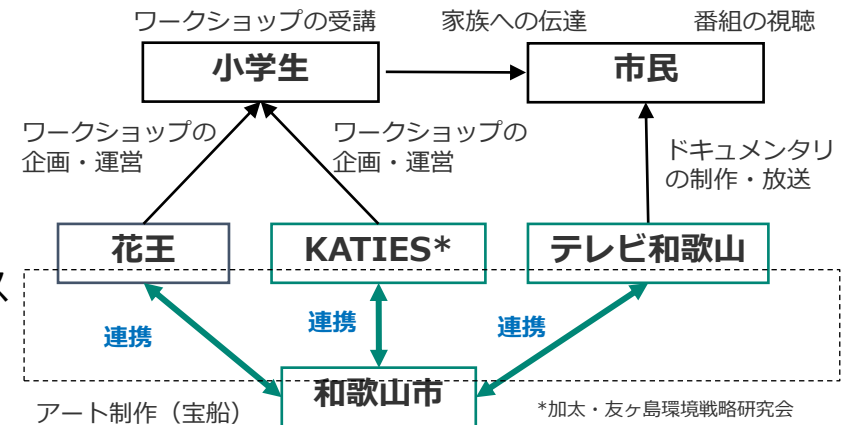 ワークショップの受講
家族への伝達
番組の視聴
小学生
市民
ワークショップの
企画・運営
ワークショップの
企画・運営
ドキュメンタリ
の制作・放送
花王
KATIES*
テレビ和歌山
ス
連携
連携
連携
和歌山市
アート制作（宝船）
*加太・友ヶ島環境戦略研究会